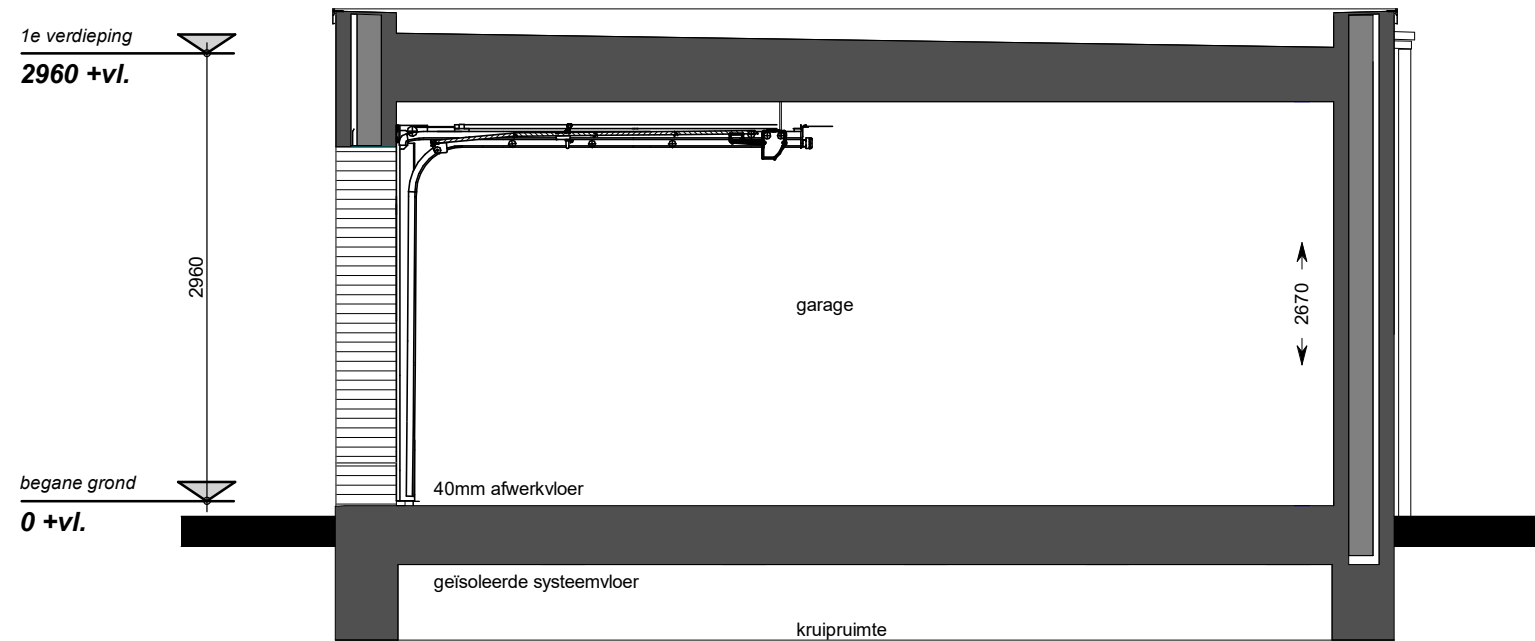 1e verdieping
2960 +vl.
2960
garage
2670
40mm afwerkvloer
begane grond
0 +vl.
geïsoleerde systeemvloer
kruipruimte